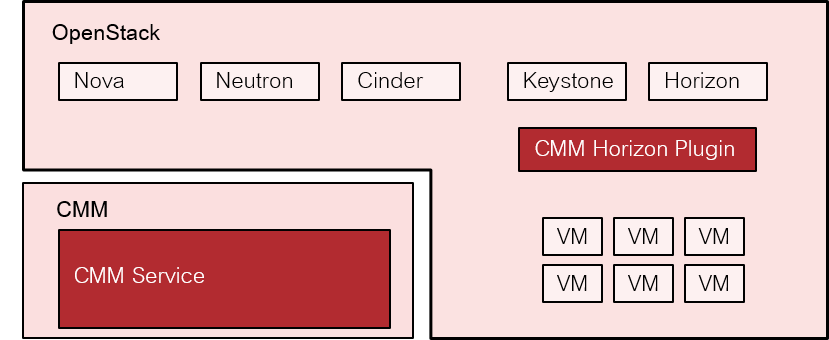 OpenStack
Nova
Neutron
Cinder
Keystone
Horizon
CMM Horizon Plugin
CMM
CMM Service
VM VM VM
VM VM VM